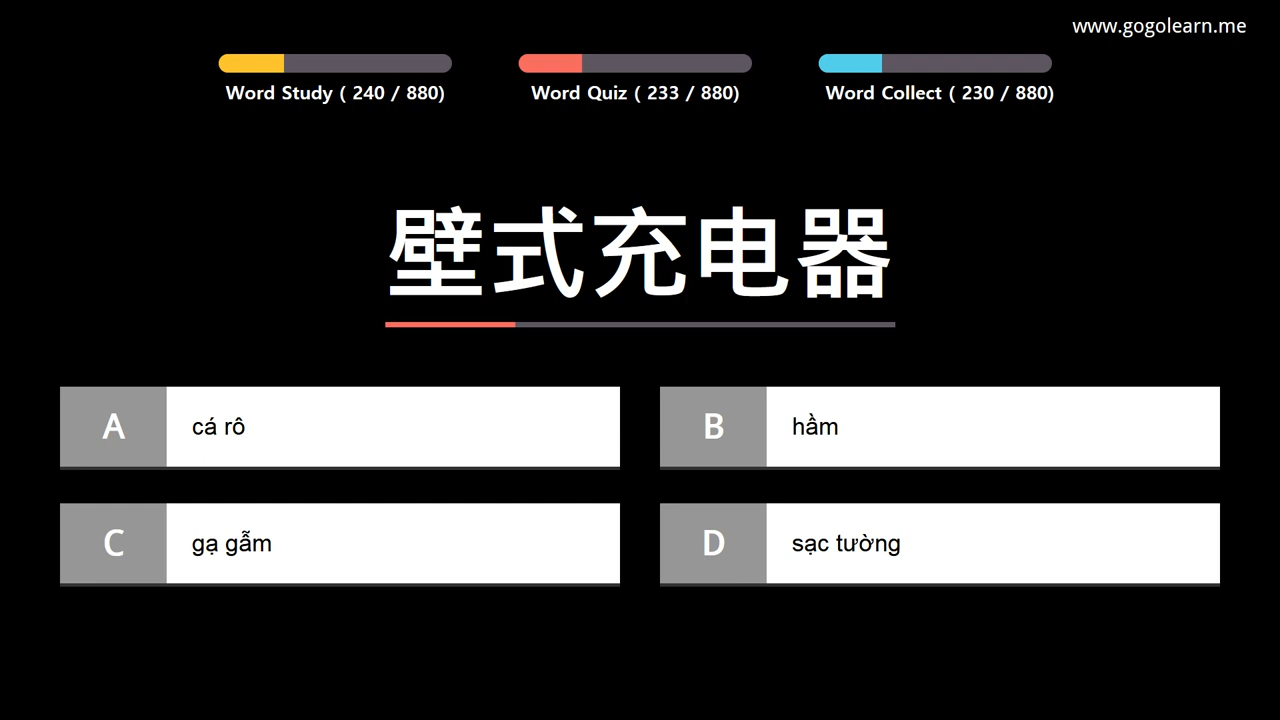 www.gogolearn.me
Word Study ( 240 / 880)
Word Quiz ( 233 / 880)
Word Collect ( 230 / 880)
壁式充电器
A cá rô
B hầm
C gạ gẫm
D sạc tường